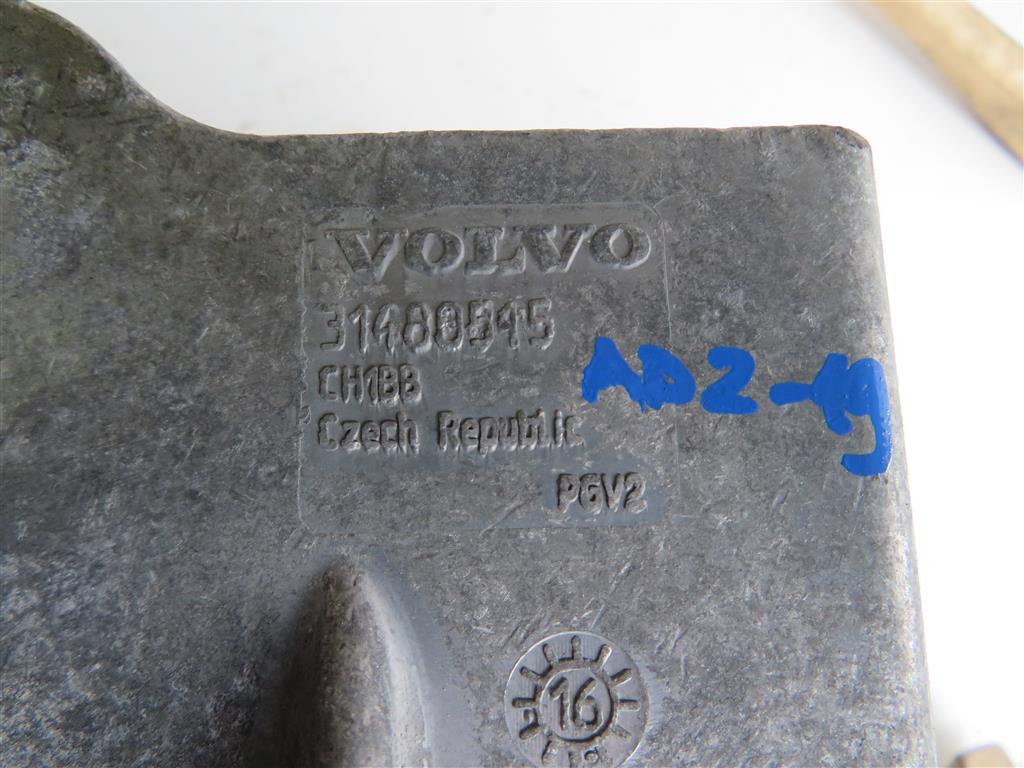 VOLVO
31480515
CH1BB
Czech Republic
P6V2
AD2-19
16